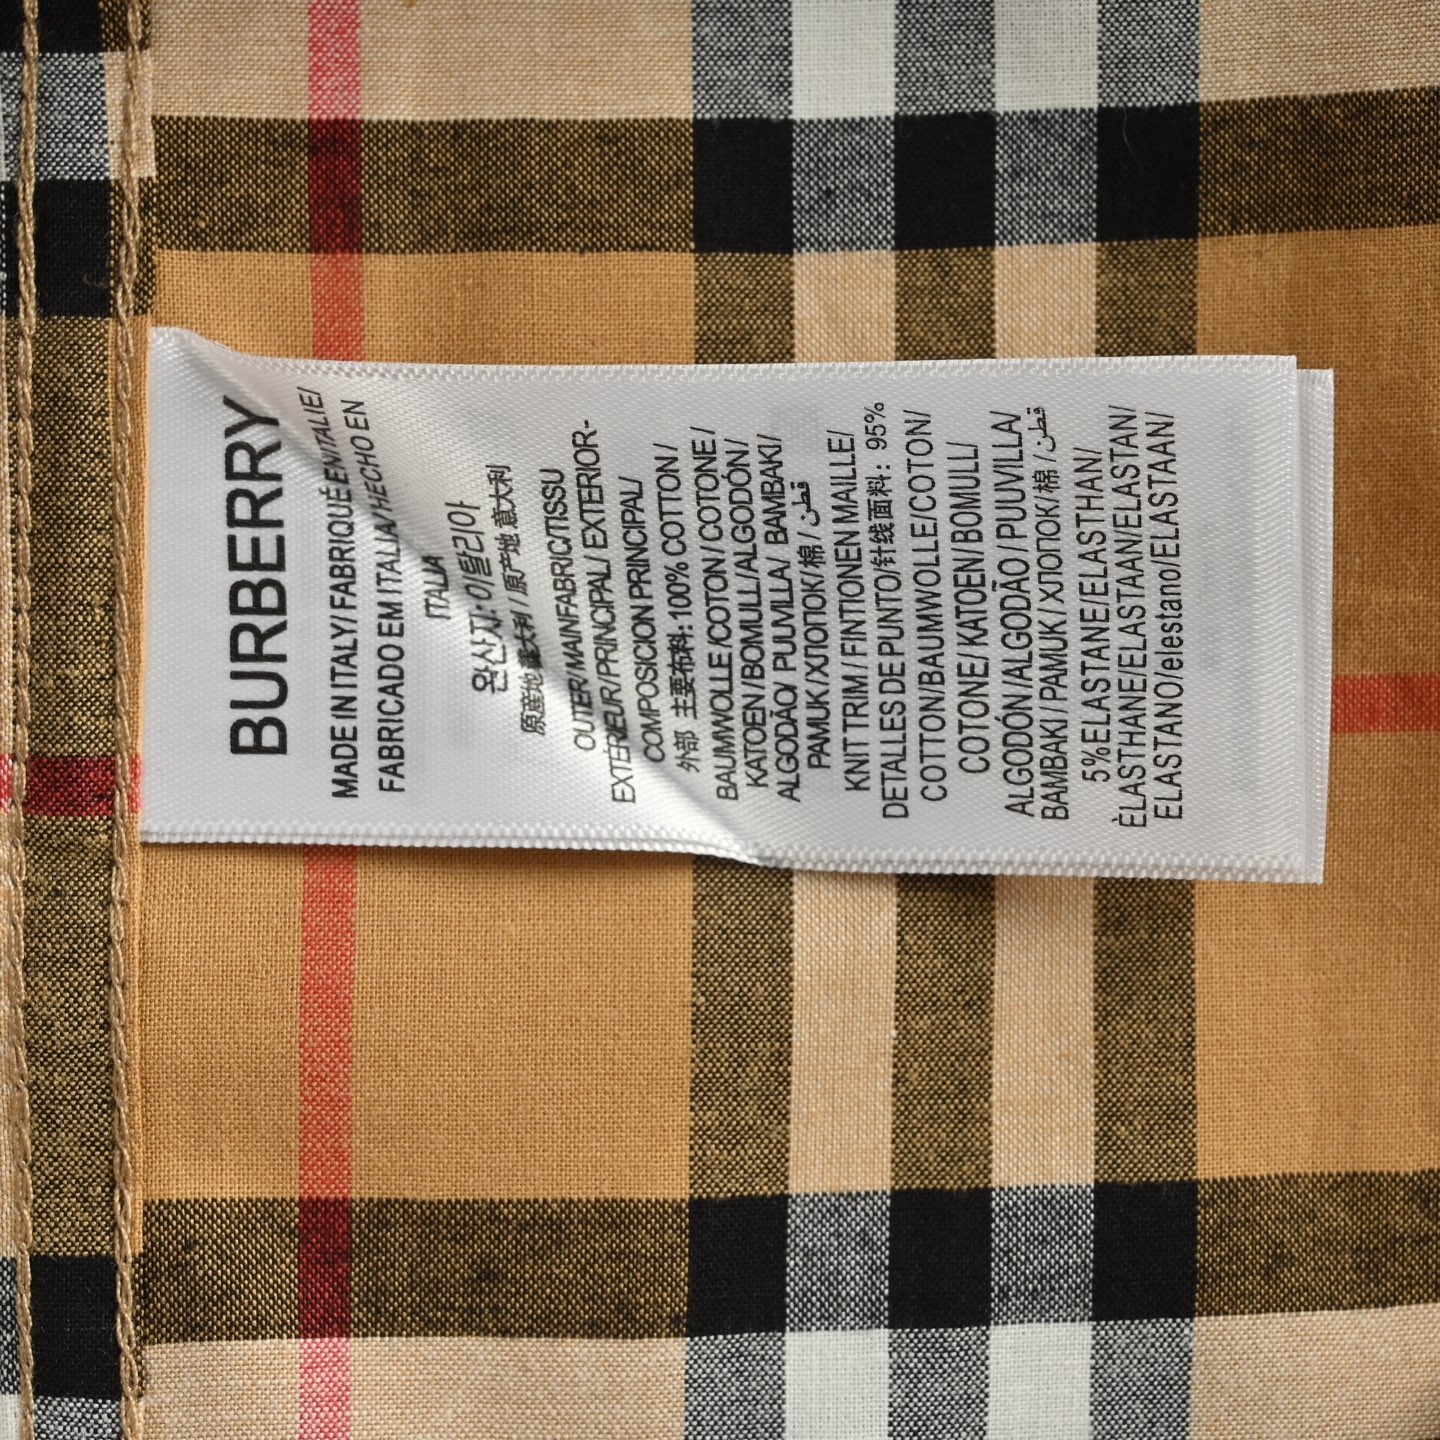 BURBERRY
MADE IN ITALY/ FABRIQUÉ EN ITALIE/
FABRICADO EM ITALIA/HECHO EN
ITALIA
원산지: 이탈리아
原産地 義大利 / 原产地 意大利
OUTER/MAINFABRIC/TISSU
EXTERIEUR/PRINCIPAL/ EXTERIOR-
COMPOSICION PRINCIPAL/
外部 主要布料: 100% COTTON /
BAUMWOLLE /COTON / COTONE /
KATOEN / BOMULL/ ALGODÓN /
ALGODÃO/ PUUVILLA/ BAMBAKI /
PAMUK / ХЛОПОК/ 棉/ قطن
KNIT TRIM / FINTIONEN MAILLE/
DETALLES DE PUNTO/针线面料: 95%
COTTON/BAUMWOLLE/COTON/
COTONE/ KATOEN/ BOMULL/
ALGODÓN / ALGODÃO / PUUVILLA/
BAMBAKI / PAMUK / ХЛОПОК/ 棉 / قطن
5%ELASTANE/ELASTHAN/
ÈLASTHANE/ELASTAAN/ELASTAN/
ELASTANO/elestano/ELASTAAN/